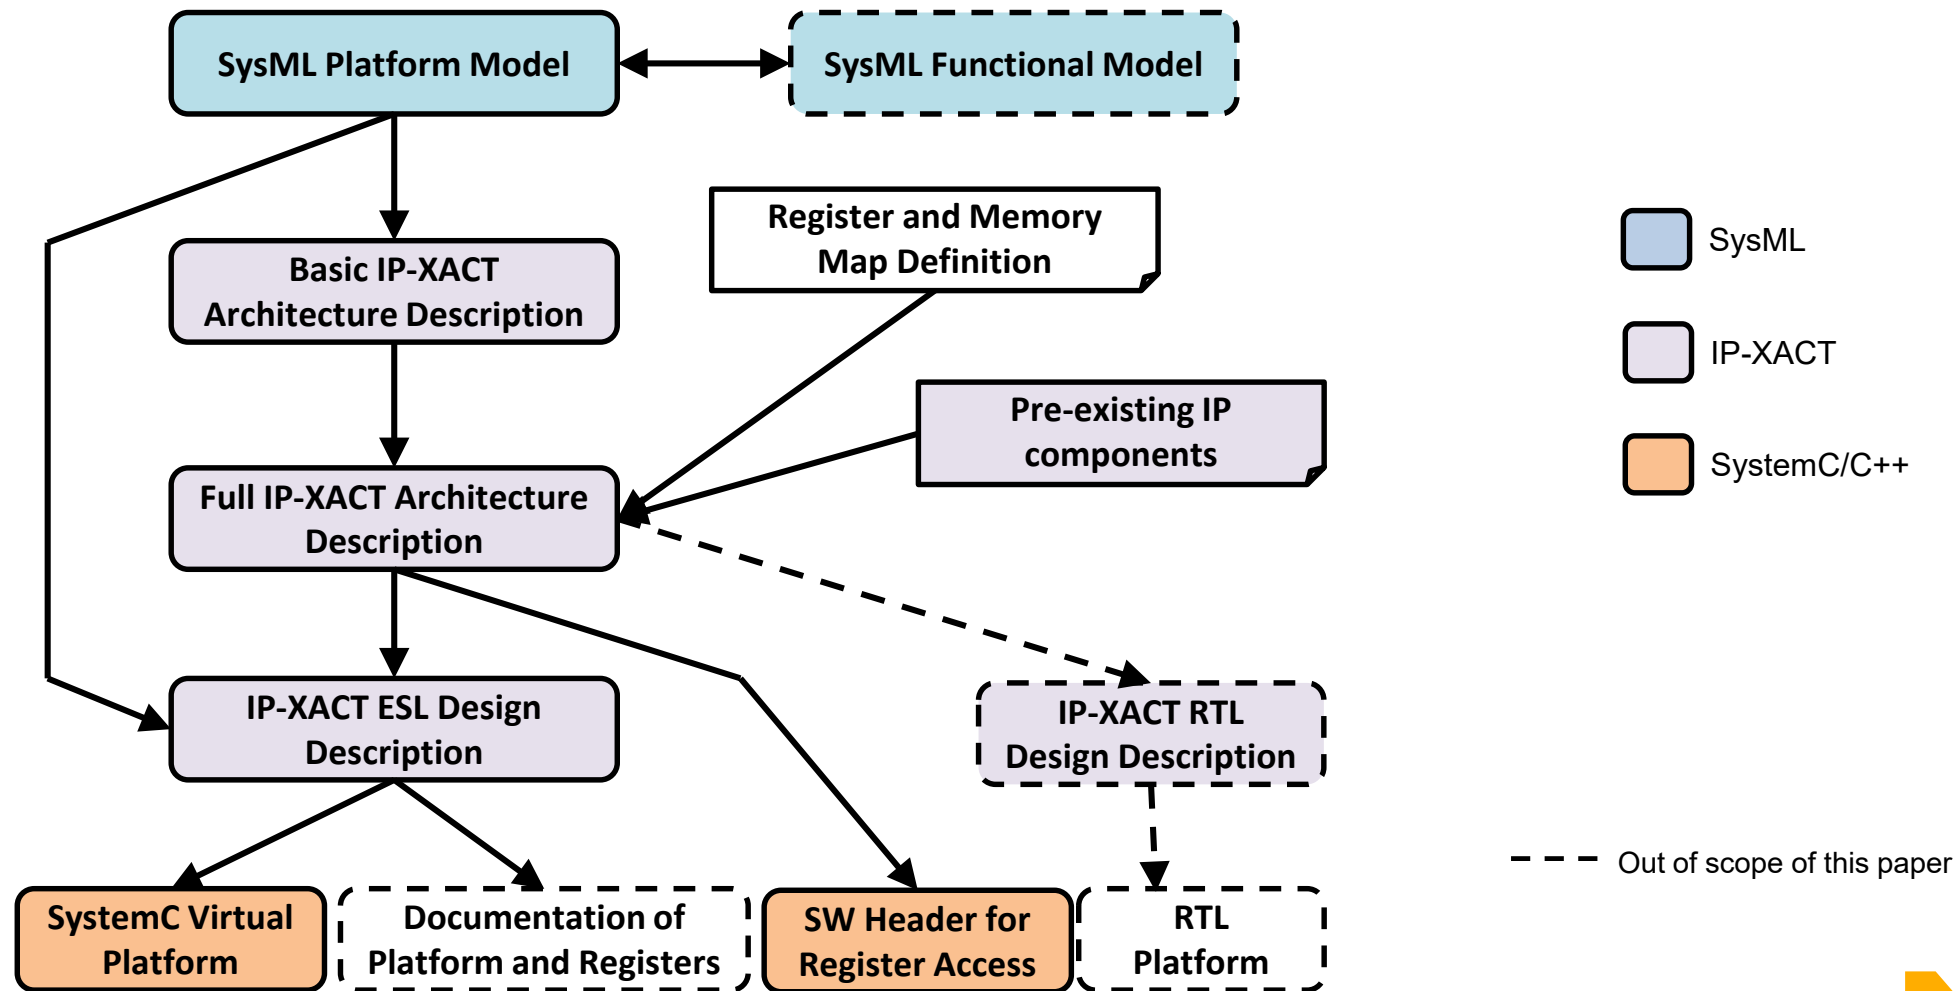 SysML Platform Model
SysML Functional Model
Register and Memory
Map Definition
Basic IP-XACT
Architecture Description
Pre-existing IP
components
Full IP-XACT Architecture
Description
IP-XACT ESL Design
Description
IP-XACT RTL
Design Description
SystemC Virtual
Platform
Documentation of
Platform and Registers
SW Header for
Register Access
RTL
Platform
SysML
IP-XACT
SystemC/C++
Out of scope of this paper